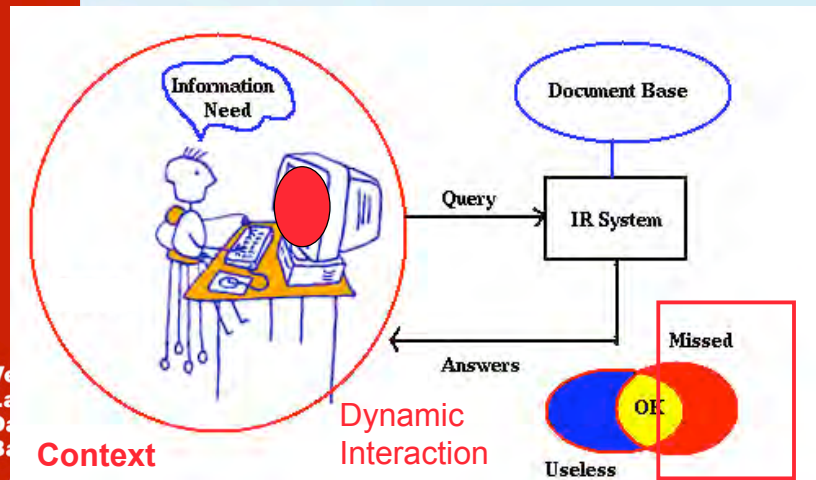 Information
Need
Document Base
Query
IR System
Answers
Missed
OK
Useless
Dynamic
Interaction
Context